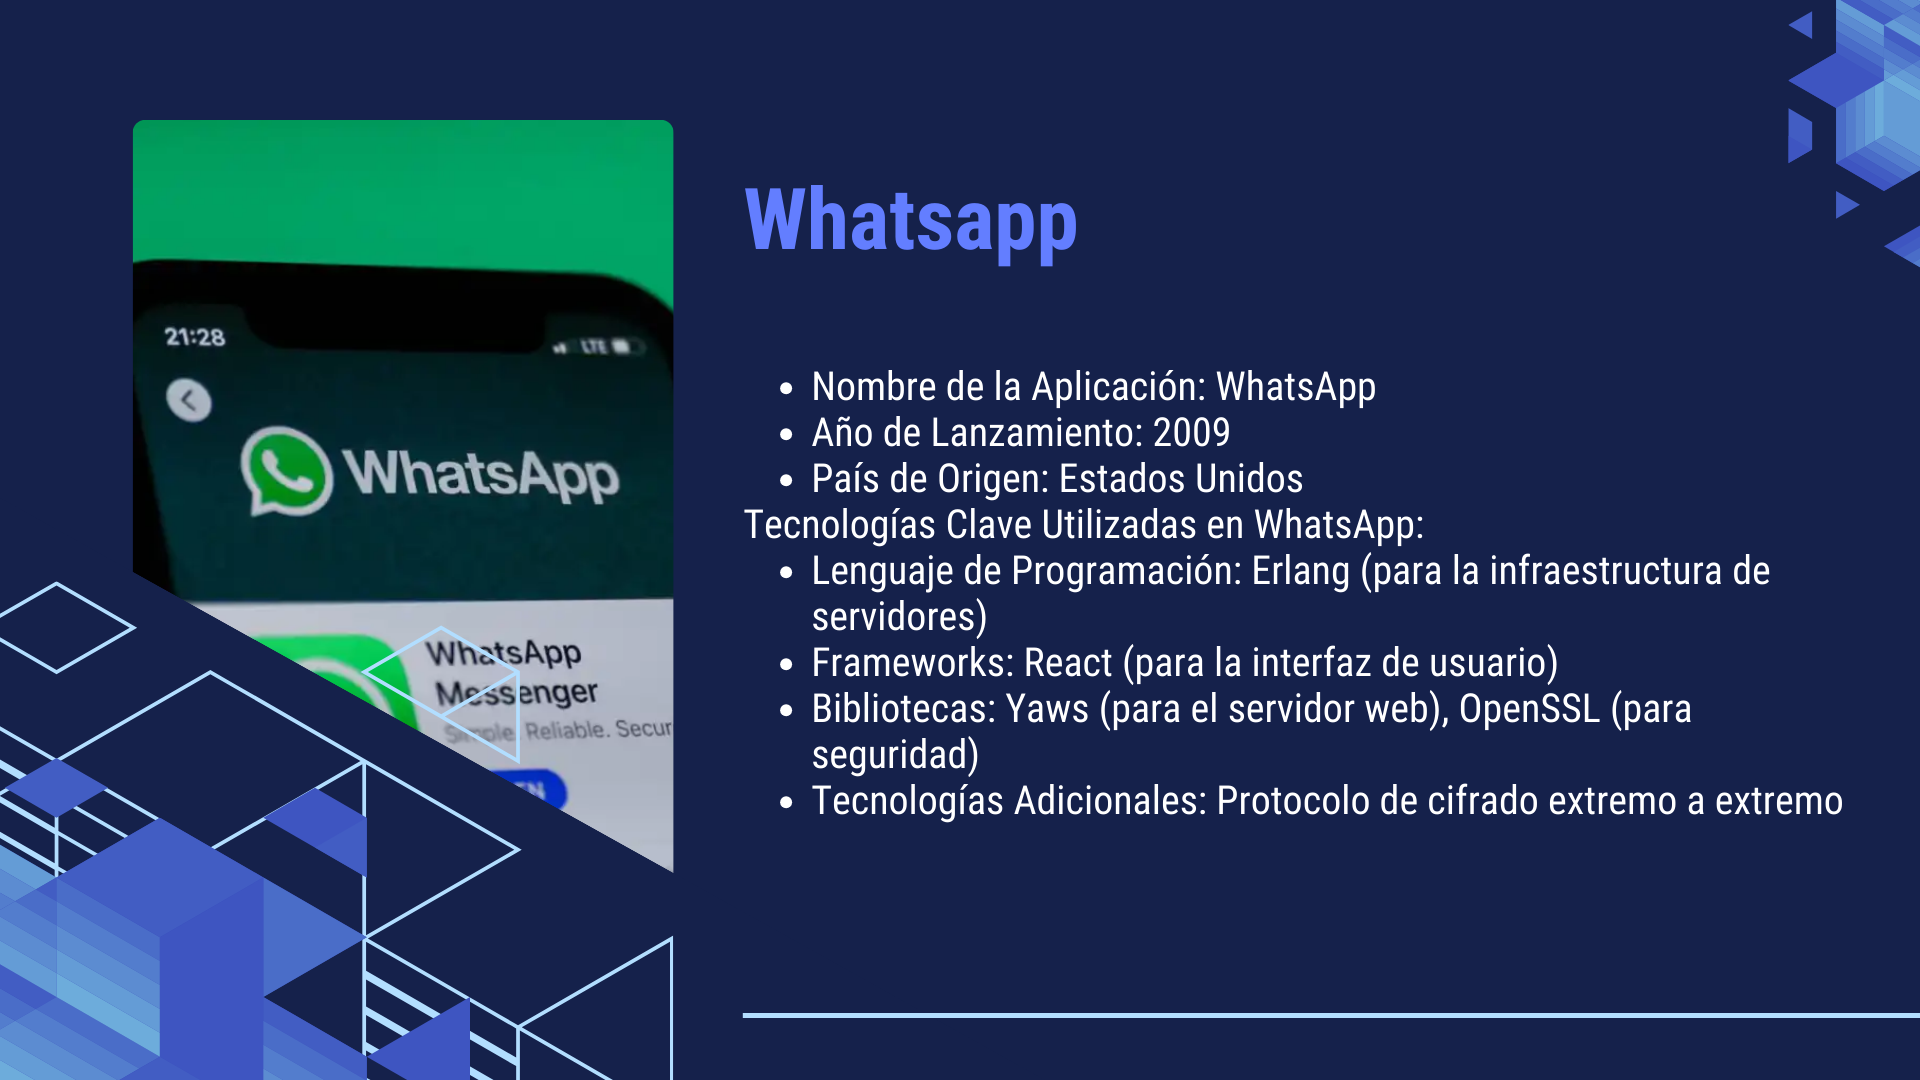 21:28
LTE
WhatsApp
WhatsApp
Messenger
Simple. Reliable. Secur
EN
Whatsapp
• Nombre de la Aplicación: WhatsApp
• Año de Lanzamiento: 2009
• País de Origen: Estados Unidos
Tecnologías Clave Utilizadas en WhatsApp:
• Lenguaje de Programación: Erlang (para la infraestructura de
servidores)
• Frameworks: React (para la interfaz de usuario)
• Bibliotecas: Yaws (para el servidor web), OpenSSL (para
seguridad)
• Tecnologías Adicionales: Protocolo de cifrado extremo a extremo